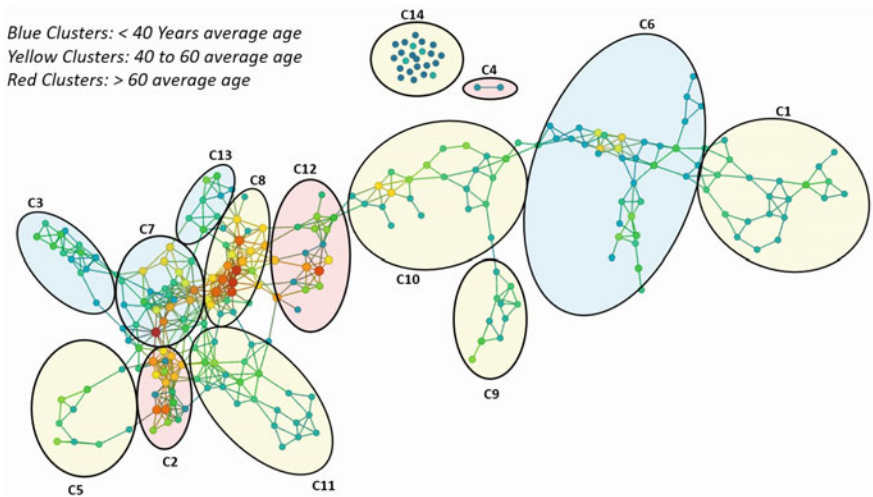 Blue Clusters: < 40 Years average age
Yellow Clusters: 40 to 60 average age
Red Clusters: > 60 average age
C14
C6
C4
C1
C13
C12
C8
C3
C7
C10
C9
C2
C5
C11